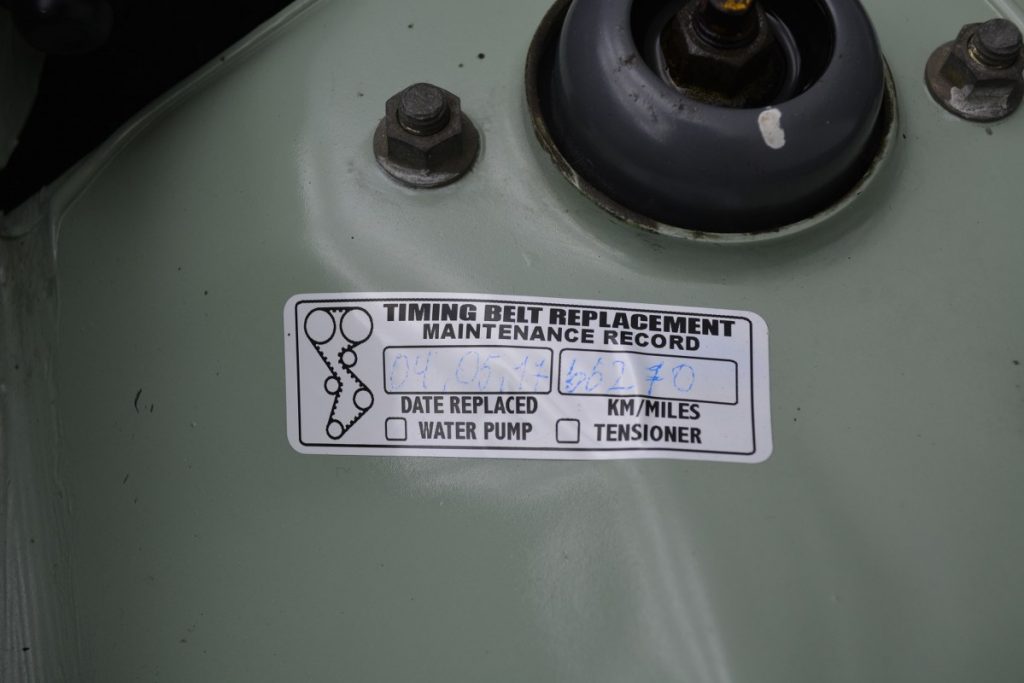 TIMING BELT REPLACEMENT
MAINTENANCE RECORD
04,05,17 66270
DATE REPLACED KM/MILES
WATER PUMP TENSIONER